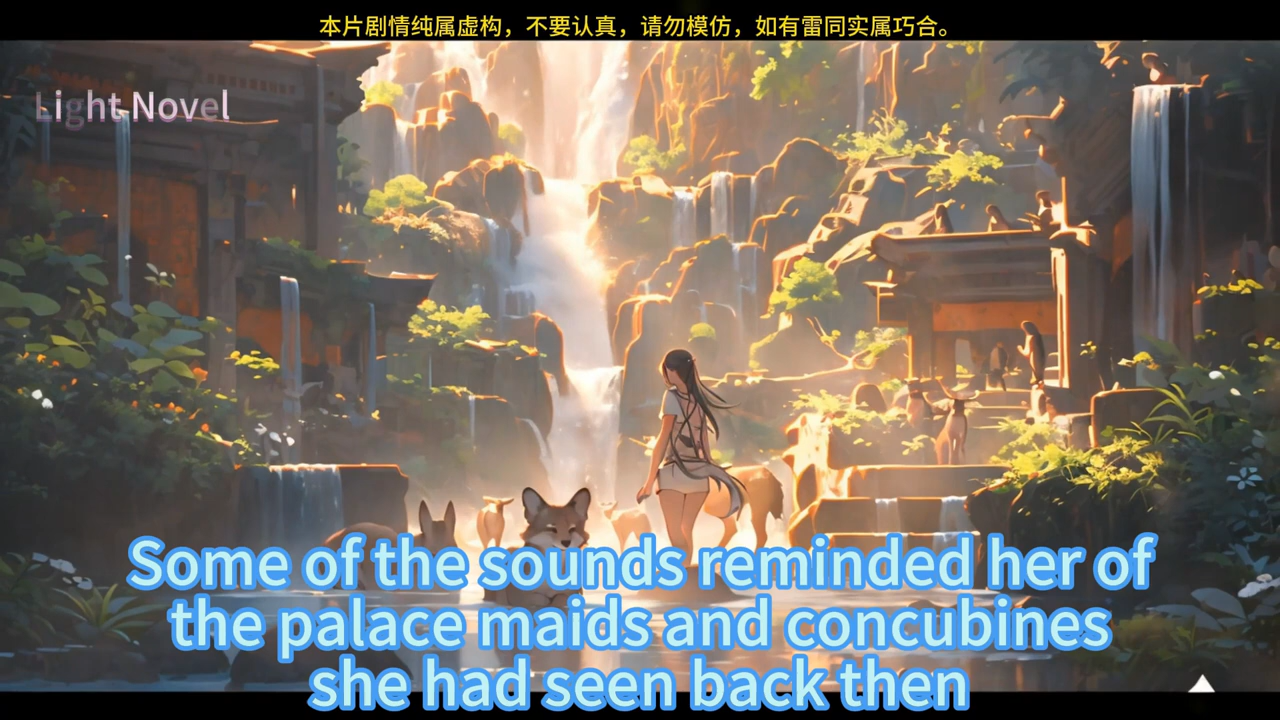 本片剧情纯属虚构，不要认真，请勿模仿，如有雷同实属巧合。
Light Novel
Some of the sounds reminded her of
the palace maids and concubines
she had seen back then